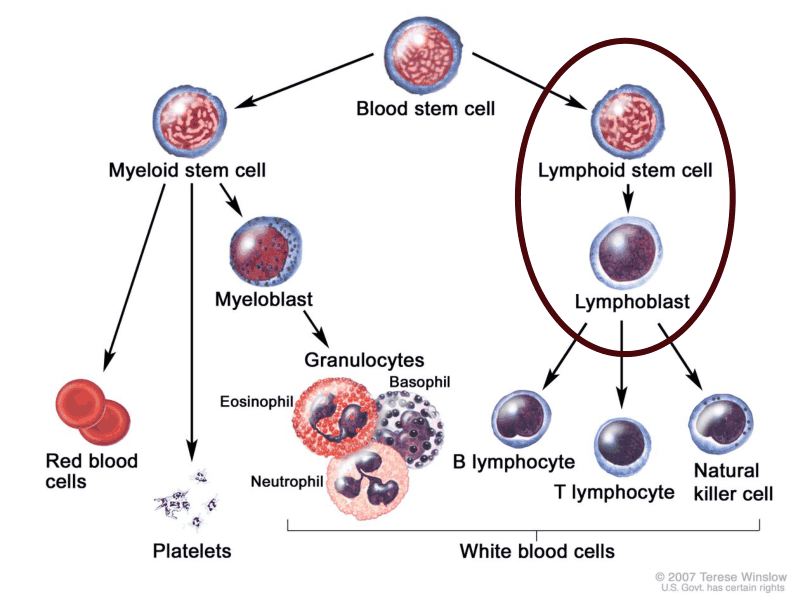 Blood stem cell
Myeloid stem cell
Lymphoid stem cell
Myeloblast
Lymphoblast
Granulocytes
Basophil
Eosinophil
Neutrophil
Red blood
cells
Platelets
B lymphocyte
T lymphocyte
Natural
killer cell
White blood cells
© 2007 Terese Winslow
U.S. Govt. has certain rights